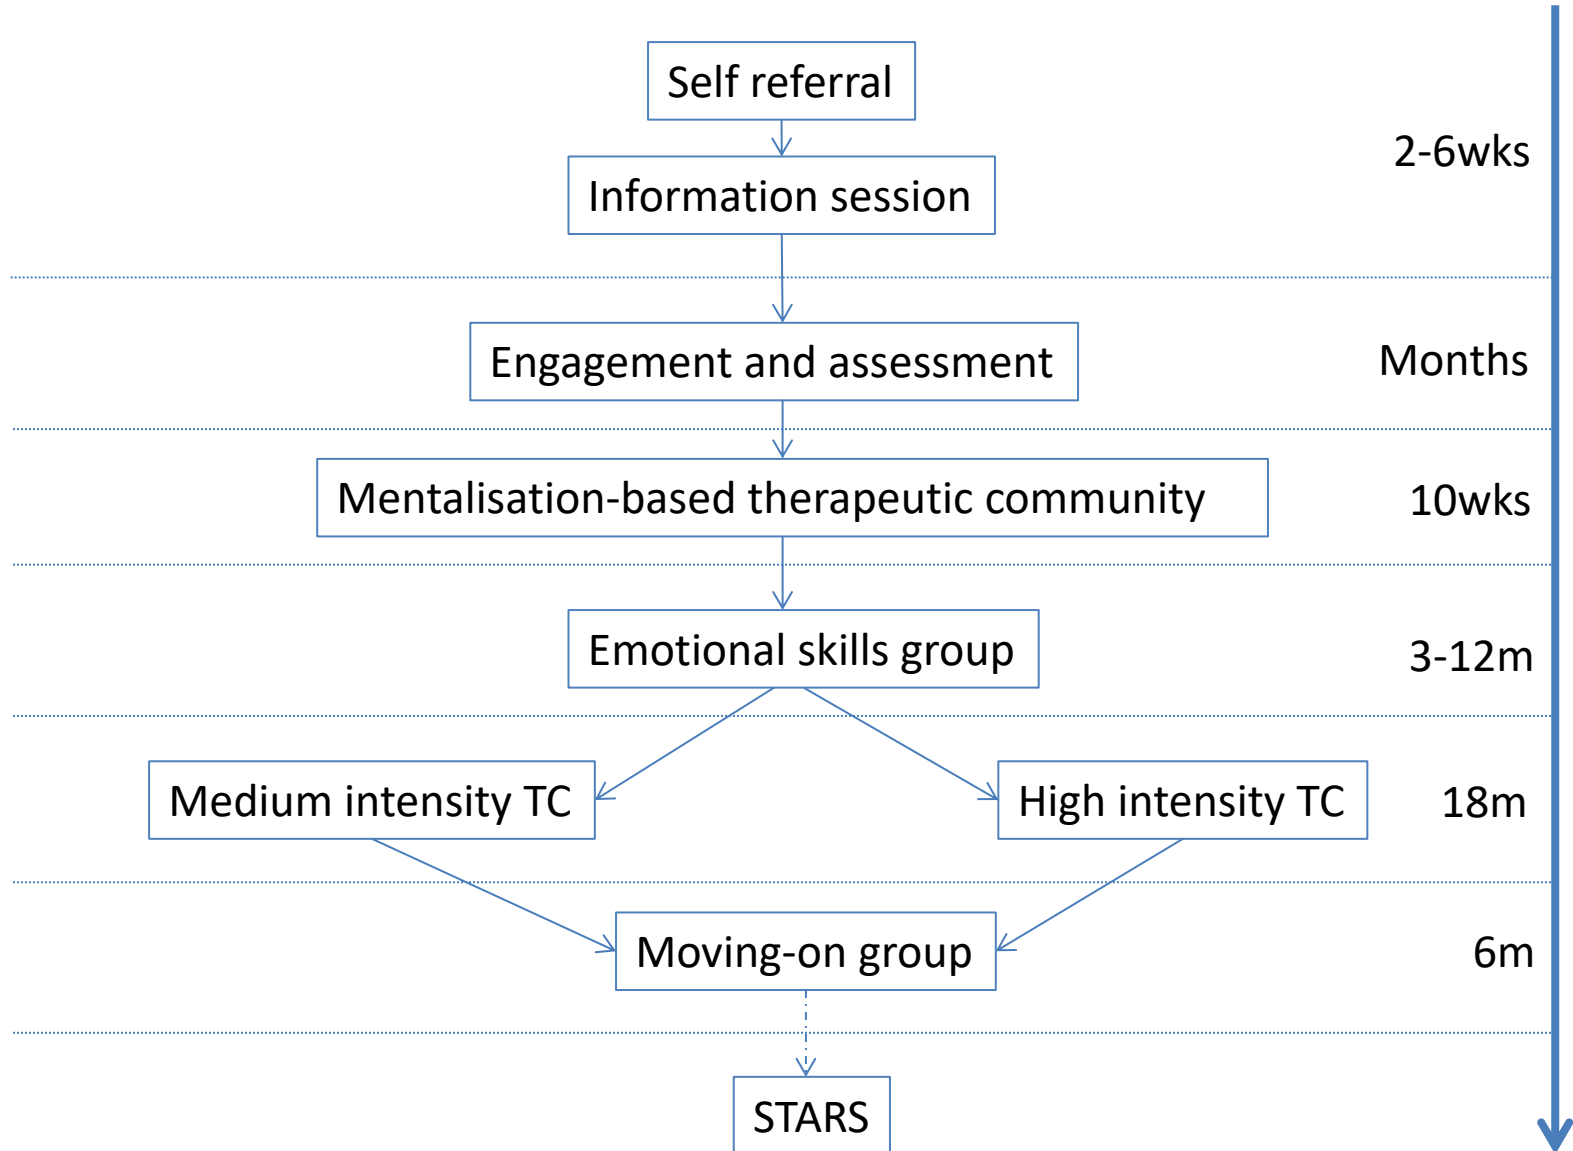 Self referral
2-6wks
Information session
Engagement and assessment
Months
Mentalisation-based therapeutic community
10wks
Emotional skills group
3-12m
Medium intensity TC
High intensity TC
18m
Moving-on group
6m
STARS